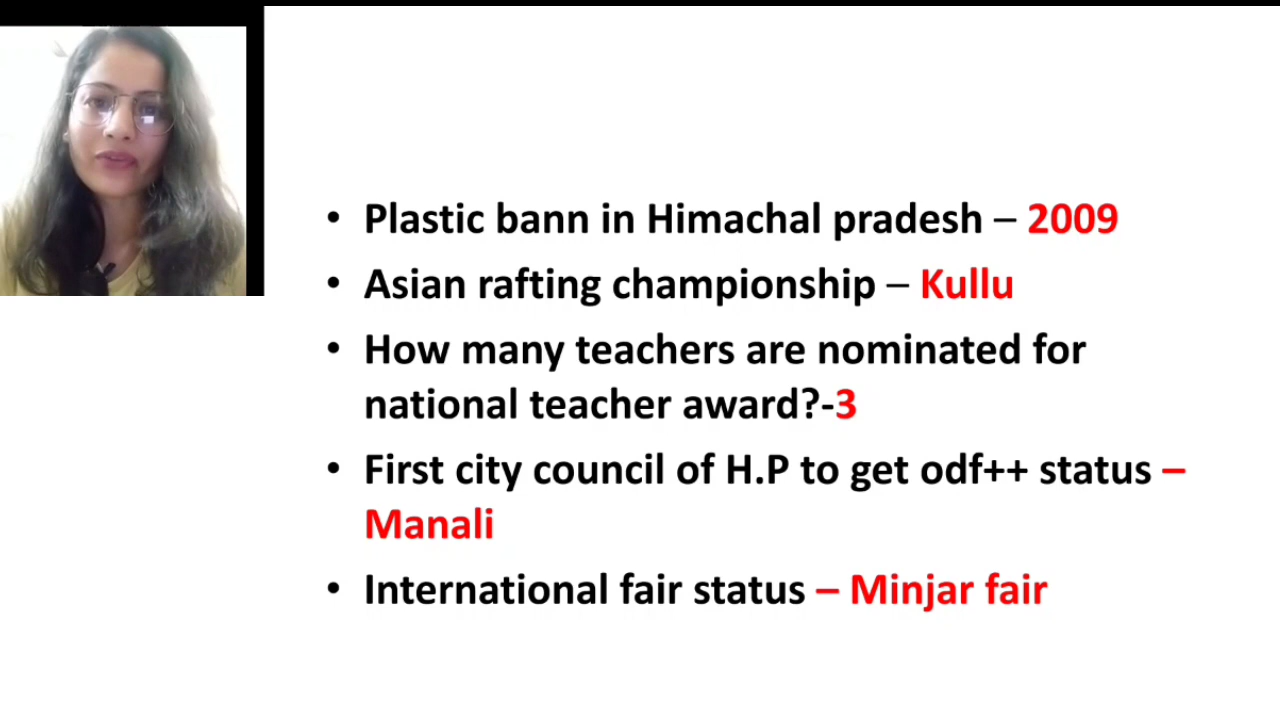 • Plastic bann in Himachal pradesh – 2009
• Asian rafting championship – Kullu
• How many teachers are nominated for
national teacher award?-3
• First city council of H.P to get odf++ status –
Manali
• International fair status – Minjar fair